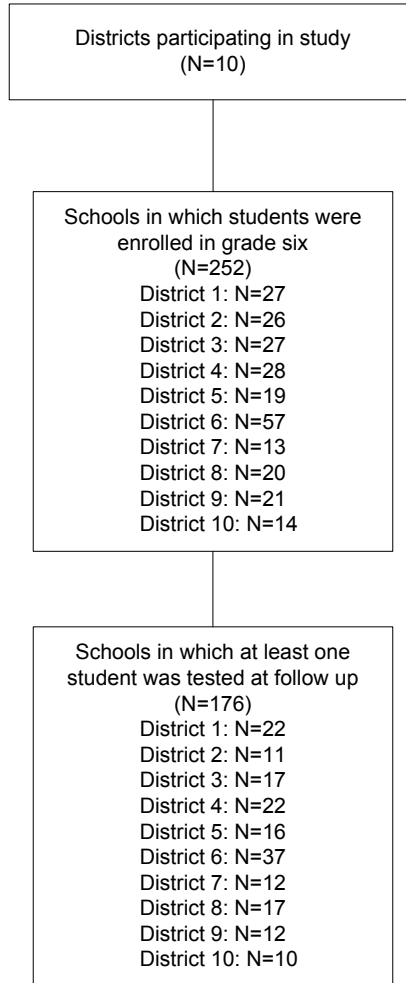 Districts participating in study
(N=10)
Schools in which students were
enrolled in grade six
(N=252)
District 1: N=27
District 2: N=26
District 3: N=27
District 4: N=28
District 5: N=19
District 6: N=57
District 7: N=13
District 8: N=20
District 9: N=21
District 10: N=14
Schools in which at least one
student was tested at follow up
(N=176)
District 1: N=22
District 2: N=11
District 3: N=17
District 4: N=22
District 5: N=16
District 6: N=37
District 7: N=12
District 8: N=17
District 9: N=12
District 10: N=10